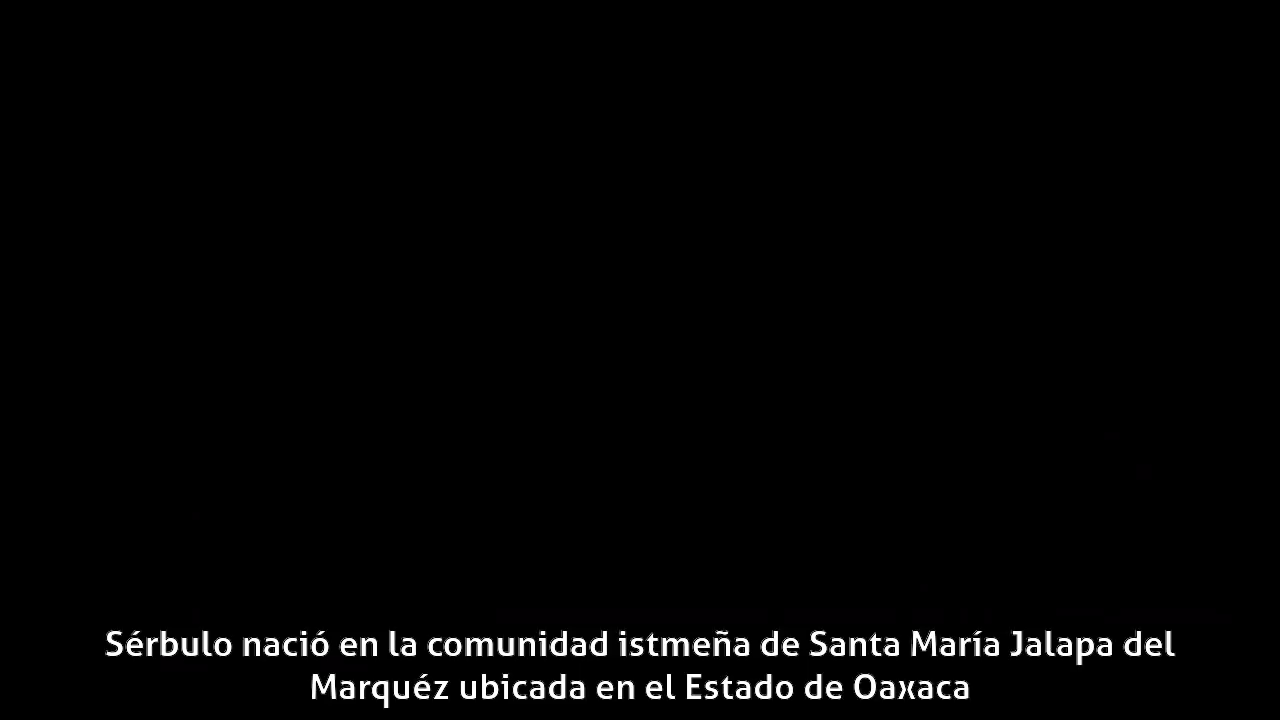 Sérbulo nació en la comunidad istmeña de Santa María Jalapa del
Marquéz ubicada en el Estado de Oaxaca